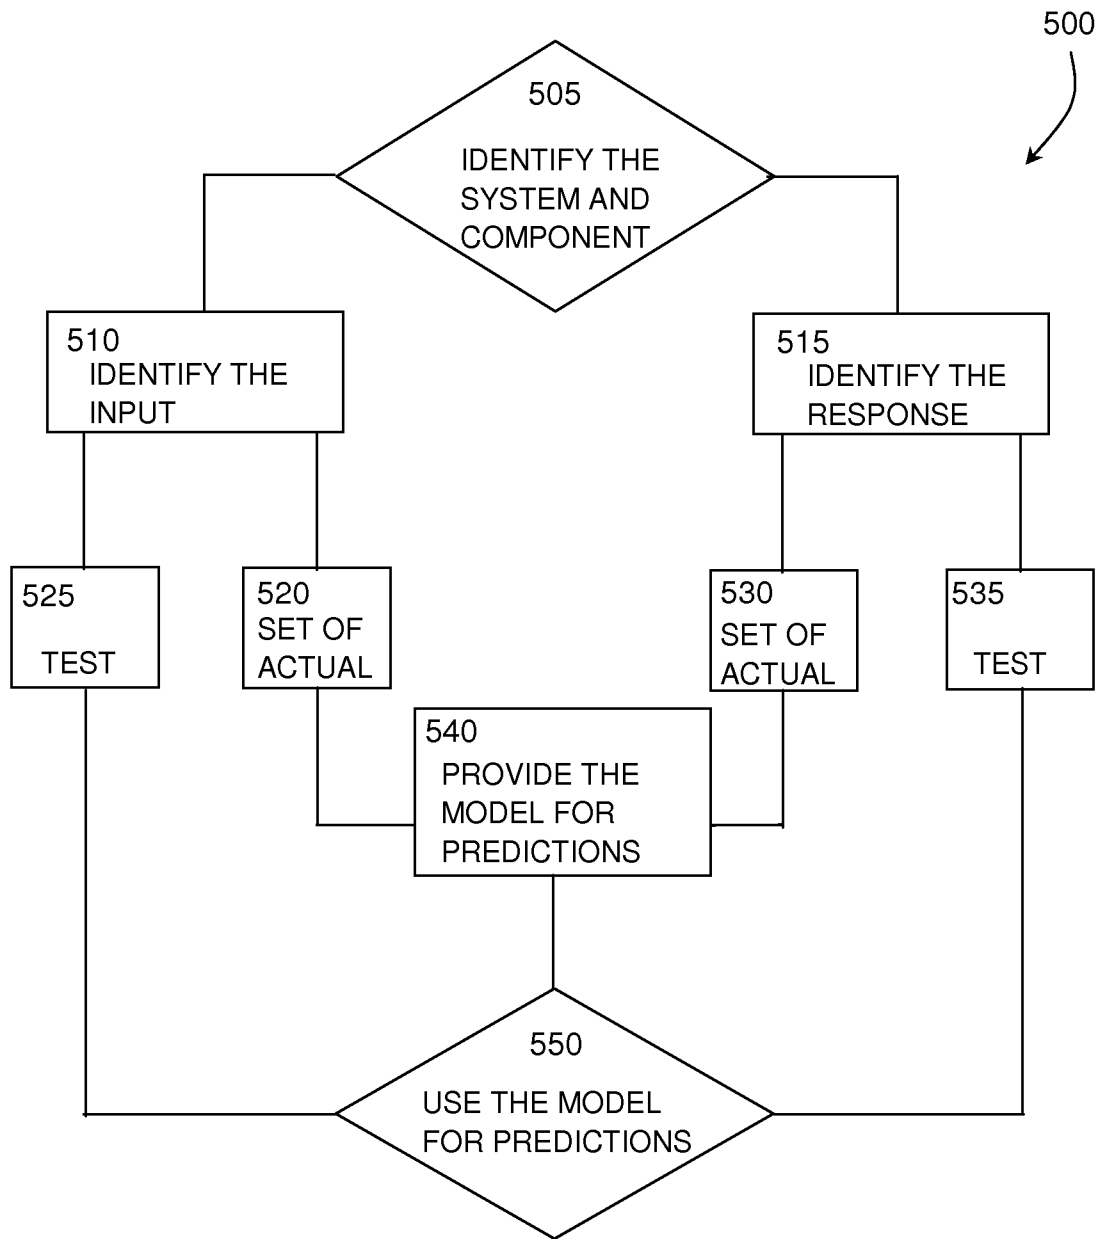 500
505
IDENTIFY THE
SYSTEM AND
COMPONENT
510
IDENTIFY THE
INPUT
515
IDENTIFY THE
RESPONSE
525
TEST
520
SET OF
ACTUAL
530
SET OF
ACTUAL
535
TEST
540
PROVIDE THE
MODEL FOR
PREDICTIONS
550
USE THE MODEL
FOR PREDICTIONS